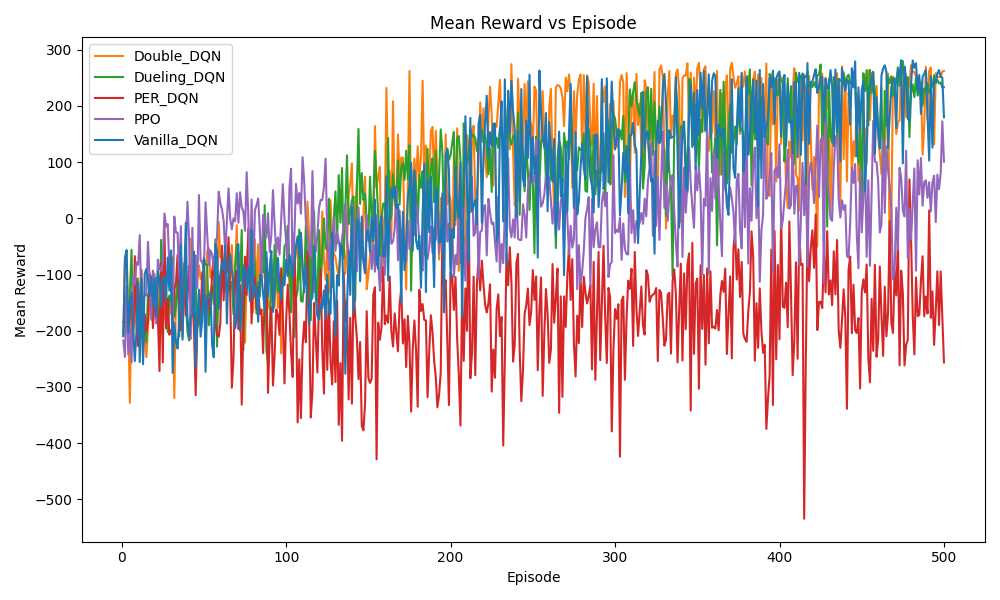 Mean Reward vs Episode
Double_DQN
Dueling_DQN
PER_DQN
PPO
Vanilla_DQN
Mean Reward
300
200
100
0
−100
−200
−300
−400
−500
0 100 200 300 400 500
Episode